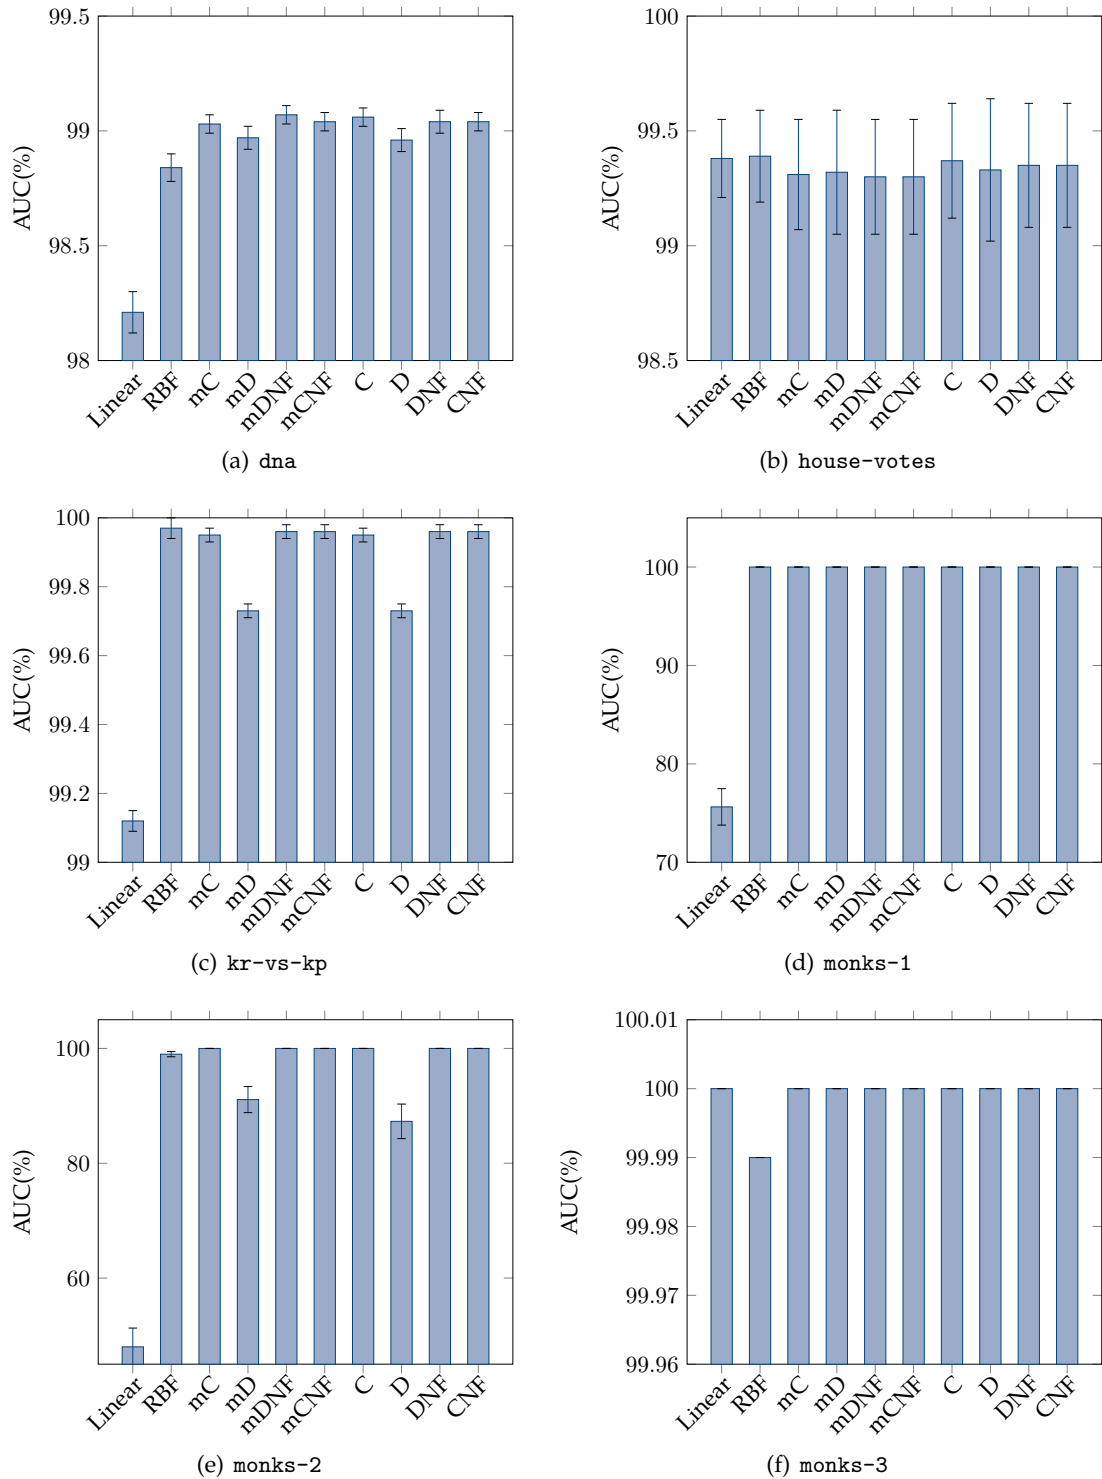 99.5
99
98.5
98
AUC(%)
Linear
RBF
mC
mD
mDNF
mCNF
C
D
DNF
CNF
(a) dna
100
99.5
99
98.5
AUC(%)
Linear
RBF
mC
mD
mDNF
mCNF
C
D
DNF
CNF
(b) house-votes
100
99.8
99.6
99.4
99.2
99
AUC(%)
Linear
RBF
mC
mD
mDNF
mCNF
C
D
DNF
CNF
(c) kr-vs-kp
100
90
80
70
AUC(%)
Linear
RBF
mC
mD
mDNF
mCNF
C
D
DNF
CNF
(d) monks-1
100
80
60
AUC(%)
Linear
RBF
mC
mD
mDNF
mCNF
C
D
DNF
CNF
(e) monks-2
100.01
100
99.99
99.98
99.97
99.96
AUC(%)
Linear
RBF
mC
mD
mDNF
mCNF
C
D
DNF
CNF
(f) monks-3